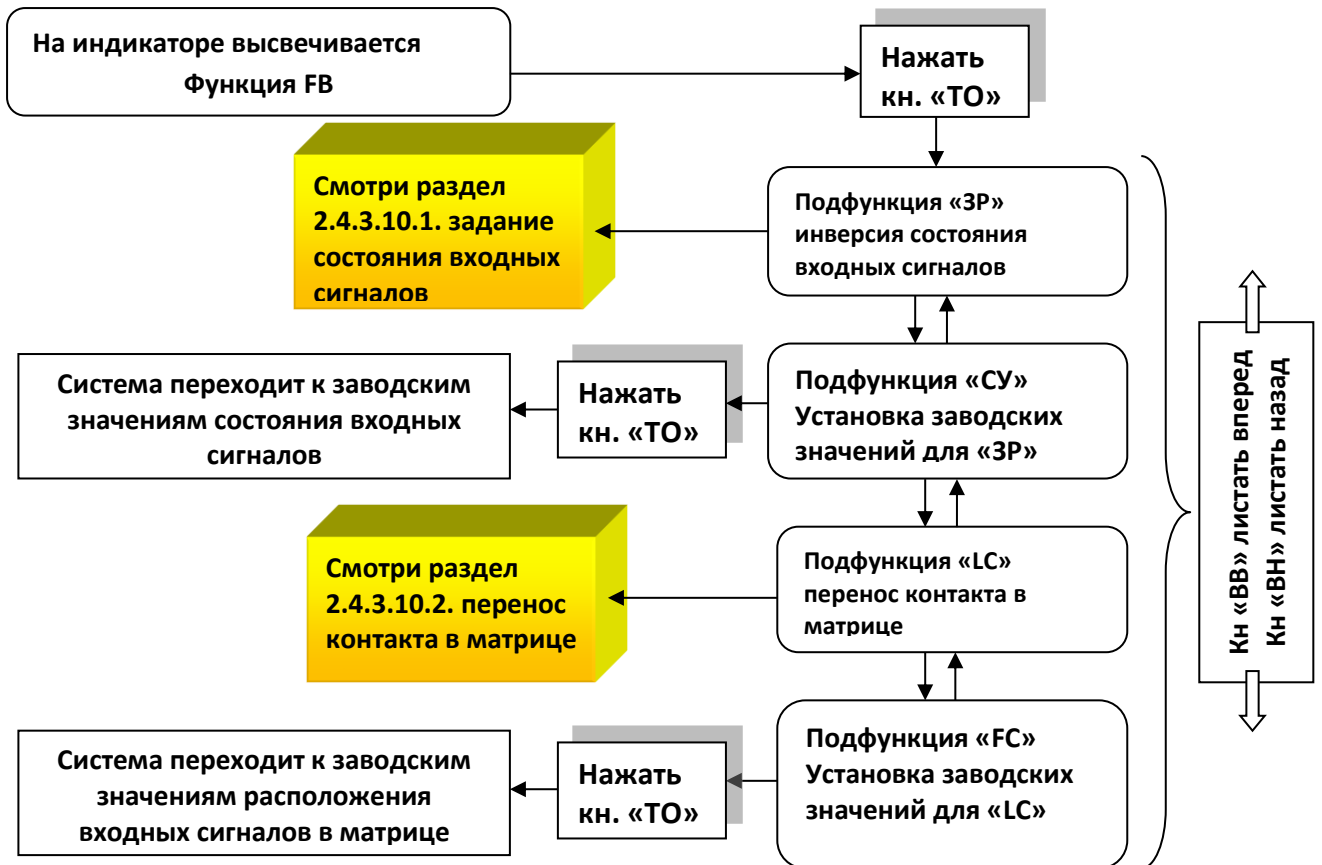 На индикаторе высвечивается
Функция FB
Нажать
кн. «ТО»
Смотри раздел
2.4.3.10.1. задание
состояния входных
сигналов
Подфункция «ЗР»
инверсия состояния
входных сигналов
Система переходит к заводским
значениям состояния входных
сигналов
Нажать
кн. «ТО»
Подфункция «СУ»
Установка заводских
значений для «ЗР»
Смотри раздел
2.4.3.10.2. перенос
контакта в матрице
Подфункция «LC»
перенос контакта в
матрице
Система переходит к заводским
значениям расположения
входных сигналов в матрице
Нажать
кн. «ТО»
Подфункция «FC»
Установка заводских
значений для «LC»
Кн «ВВ» листать вперед
Кн «ВН» листать назад